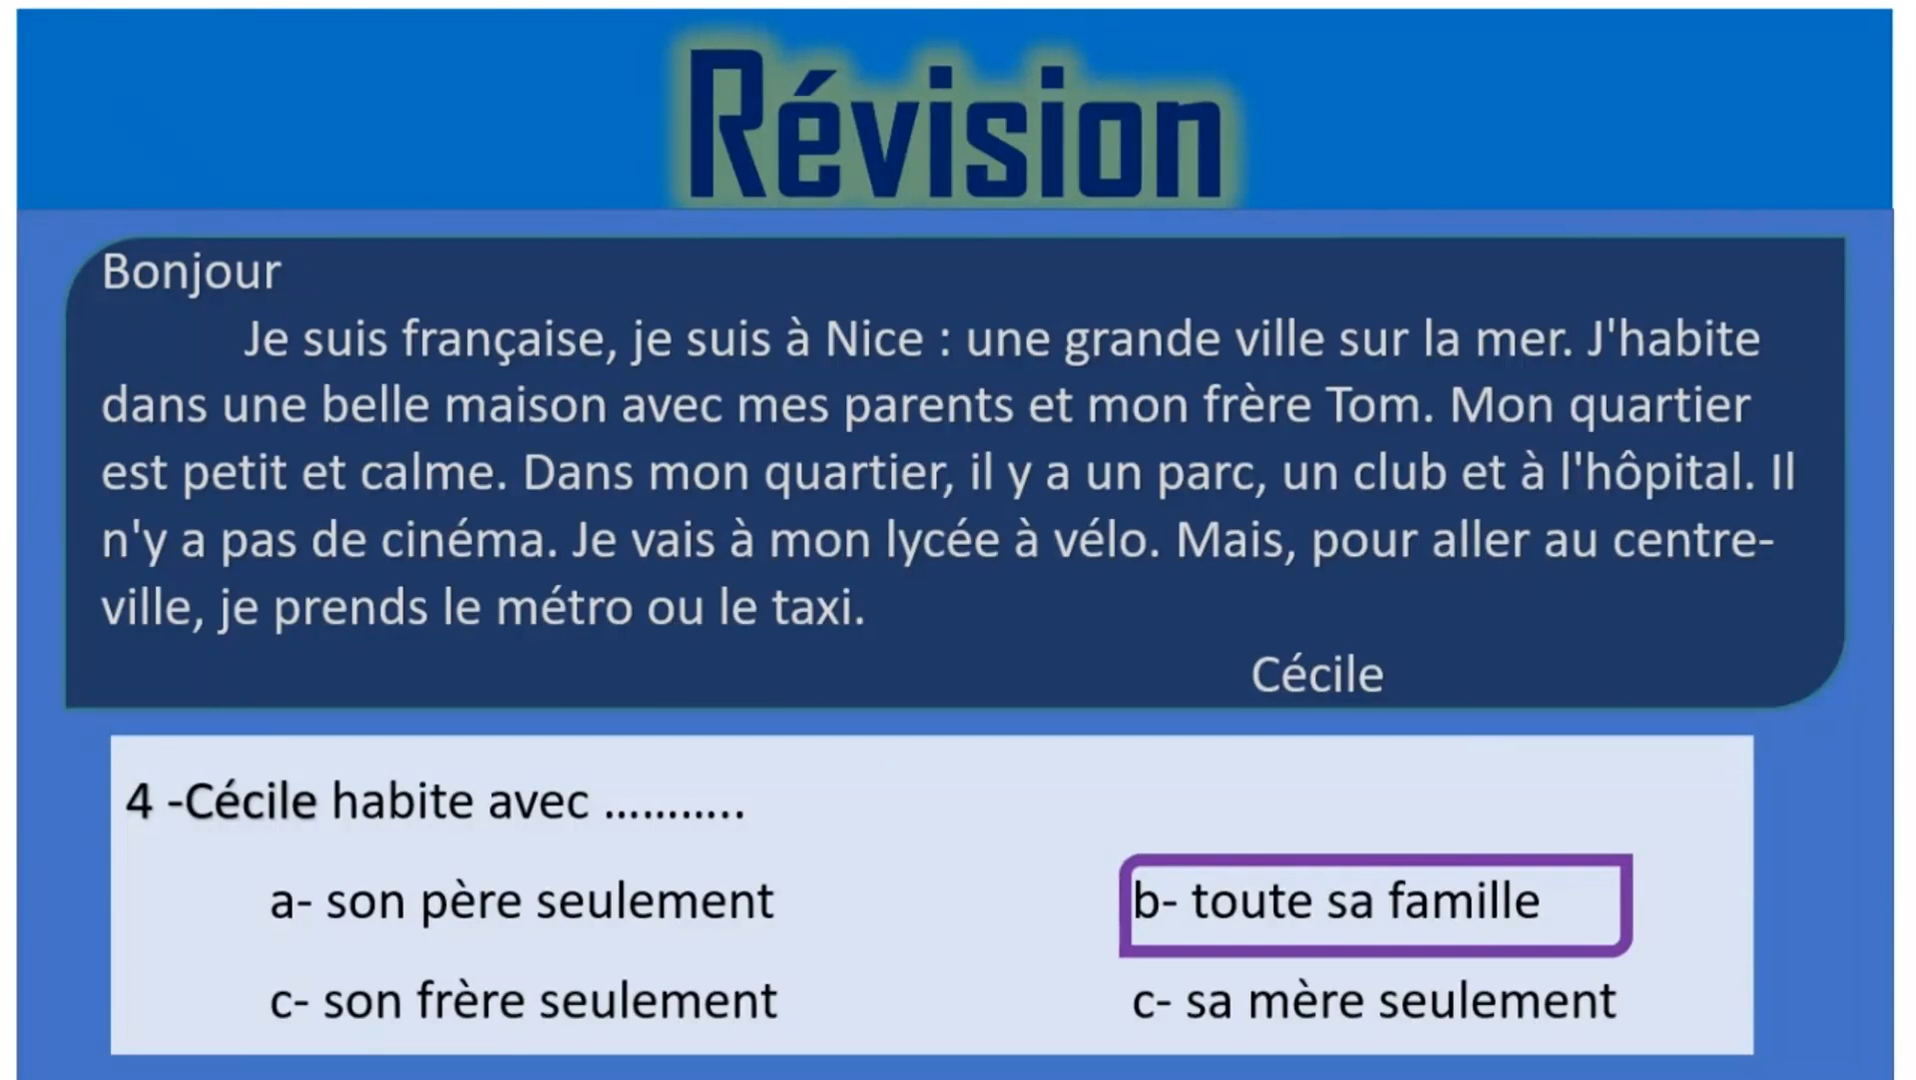 Révision
Bonjour
Je suis française, je suis à Nice : une grande ville sur la mer. J'habite
dans une belle maison avec mes parents et mon frère Tom. Mon quartier
est petit et calme. Dans mon quartier, il y a un parc, un club et à l'hôpital. Il
n'y a pas de cinéma. Je vais à mon lycée à vélo. Mais, pour aller au centre-
ville, je prends le métro ou le taxi.
Cécile
4 -Cécile habite avec ………..
a- son père seulement
b- toute sa famille
c- son frère seulement
c- sa mère seulement